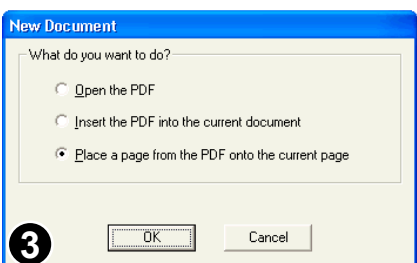 New Document
What do you want to do?
Open the PDF
Insert the PDF into the current document
Place a page from the PDF onto the current page
3
OK Cancel